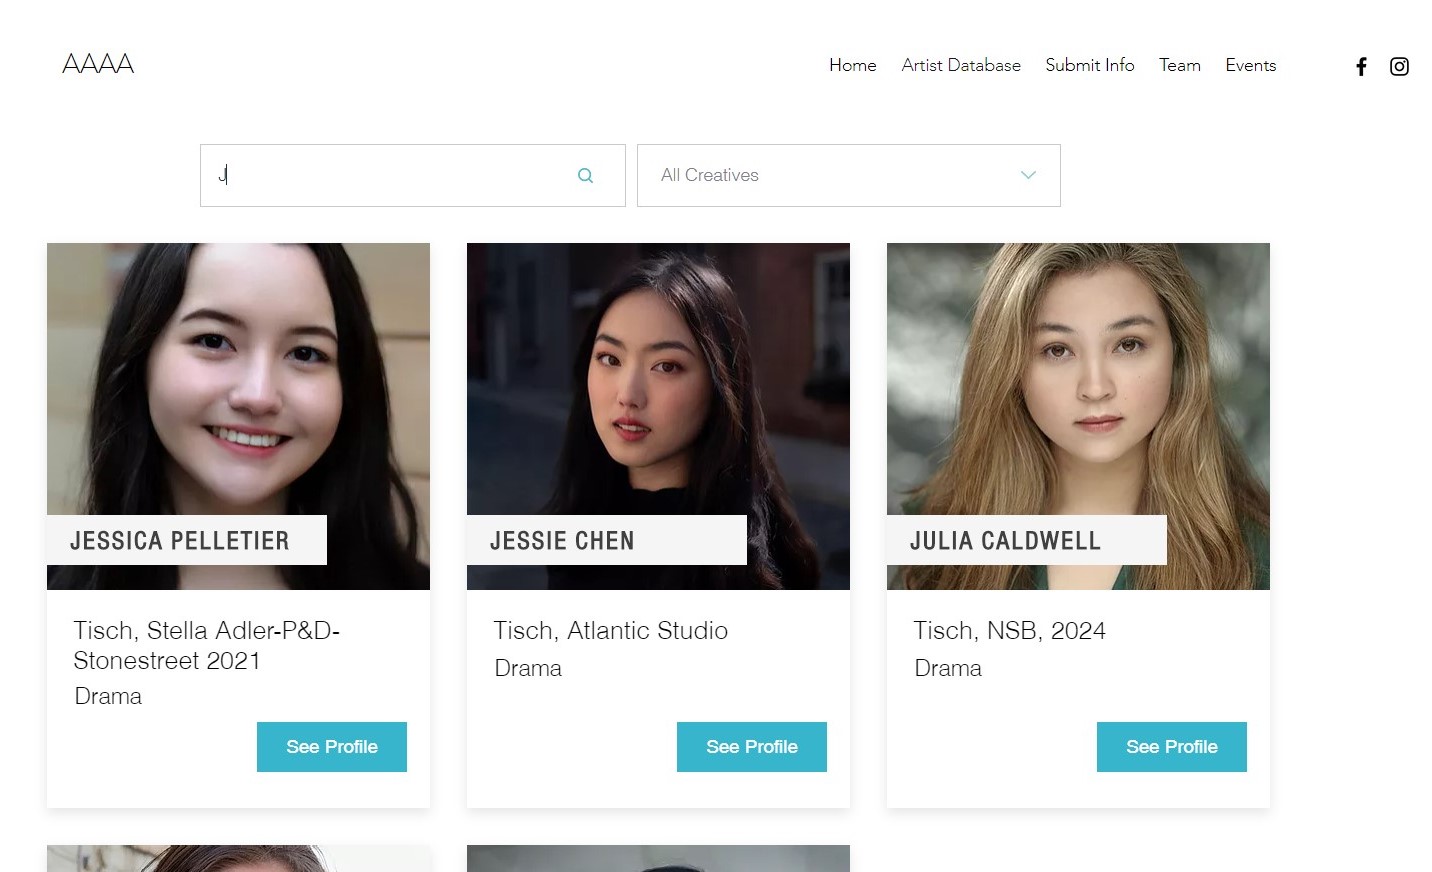 AAAA
Home Artist Database Submit Info Team Events
J
All Creatives
JESSICA PELLETIER
Tisch, Stella Adler-P&D-
Stonestreet 2021
Drama
See Profile
JESSIE CHEN
Tisch, Atlantic Studio
Drama
See Profile
JULIA CALDWELL
Tisch, NSB, 2024
Drama
See Profile